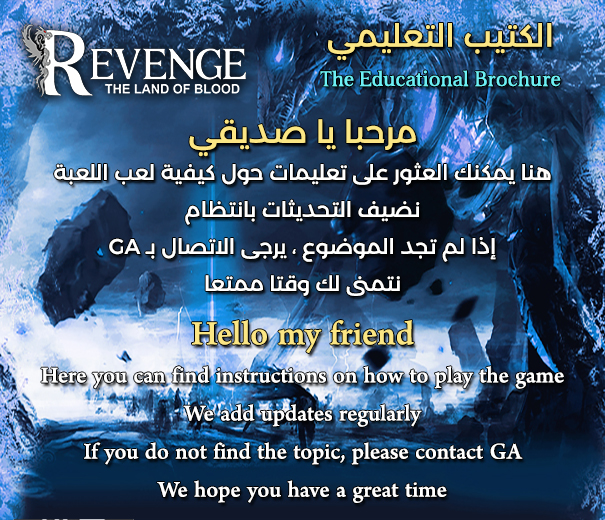 REVENGE
THE LAND OF BLOOD
الكتيب التعليمي
The Educational Brochure
مرحبا يا صديقي
هنا يمكنك العثور على تعليمات حول كيفية لعب اللعبة
نضيف التحديثات بانتظام
إذا لم تجد الموضوع ، يرجى الاتصال بـ GA
نتمنى لك وقتا ممتعا
Hello my friend
Here you can find instructions on how to play the game
We add updates regularly
If you do not find the topic, please contact GA
We hope you have a great time